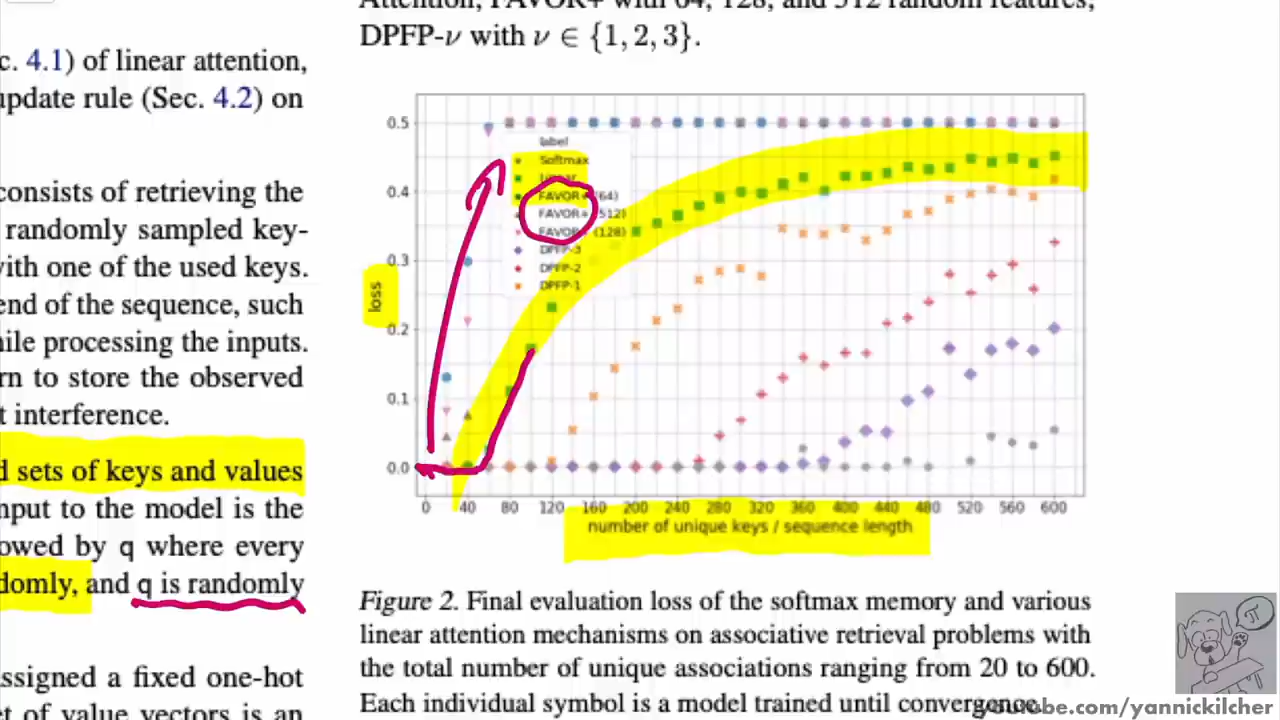 Attention, FAVOR+ with 64, 128, and 512 random features,
DPFP-ν with ν ∈ {1, 2, 3}.
c. 4.1) of linear attention,
update rule (Sec. 4.2) on
consists of retrieving the
randomly sampled key-
with one of the used keys.
end of the sequence, such
hile processing the inputs.
rn to store the observed
t interference.
d sets of keys and values
nput to the model is the
owed by q where every
domly, and q is randomly
ssigned a fixed one-hot
t of value vectors is an
0.5
0.4
0.3
0.2
0.1
0.0
loss
label
Softmax
Linear
FAVOR+ (64)
FAVOR+ (512)
FAVOR+ (128)
DPFP-3
DPFP-2
DPFP-1
0 40 80 120 160 200 240 280 320 360 400 440 480 520 560 600
number of unique keys / sequence length
Figure 2. Final evaluation loss of the softmax memory and various
linear attention mechanisms on associative retrieval problems with
the total number of unique associations ranging from 20 to 600.
Each individual symbol is a model trained until convergence.
π
youtube.com/yannickilcher